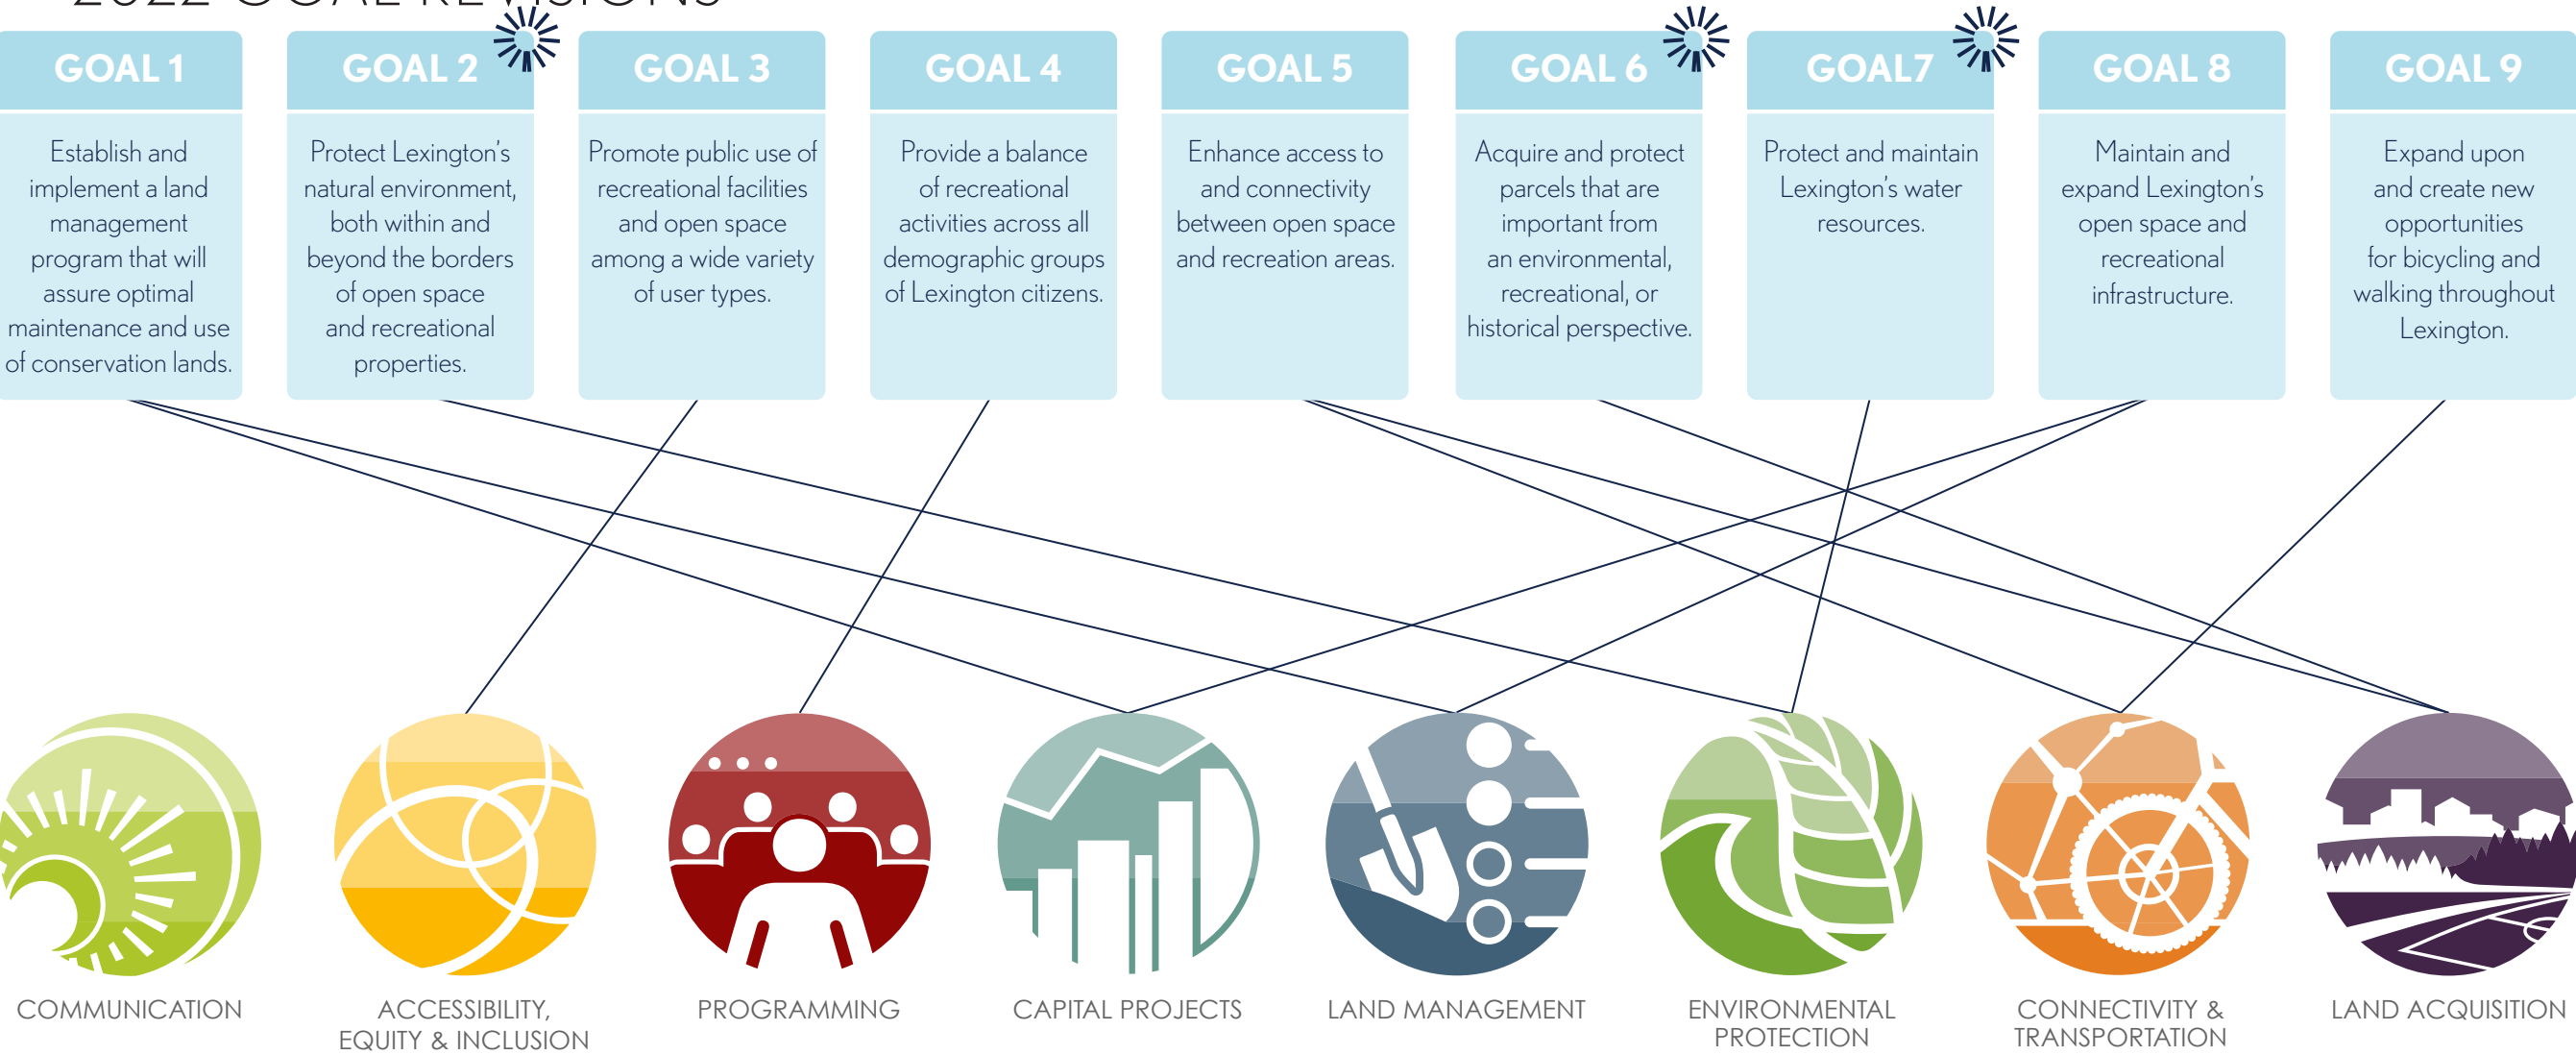 2022 GOAL REVISIONS
GOAL 1
Establish and
implement a land
management
program that will
assure optimal
maintenance and use
of conservation lands.
GOAL 2
Protect Lexington's
natural environment,
both within and
beyond the borders
of open space
and recreational
properties.
GOAL 3
Promote public use of
recreational facilities
and open space
among a wide variety
of user types.
GOAL 4
Provide a balance
of recreational
activities across all
demographic groups
of Lexington citizens.
GOAL 5
Enhance access to
and connectivity
between open space
and recreation areas.
GOAL 6
Acquire and protect
parcels that are
important from
an environmental,
recreational, or
historical perspective.
GOAL7
Protect and maintain
Lexington's water
resources.
GOAL 8
Maintain and
expand Lexington's
open space and
recreational
infrastructure.
GOAL 9
Expand upon
and create new
opportunities
for bicycling and
walking throughout
Lexington.
COMMUNICATION
ACCESSIBILITY,
EQUITY & INCLUSION
PROGRAMMING
CAPITAL PROJECTS
LAND MANAGEMENT
ENVIRONMENTAL
PROTECTION
CONNECTIVITY &
TRANSPORTATION
LAND ACQUISITION